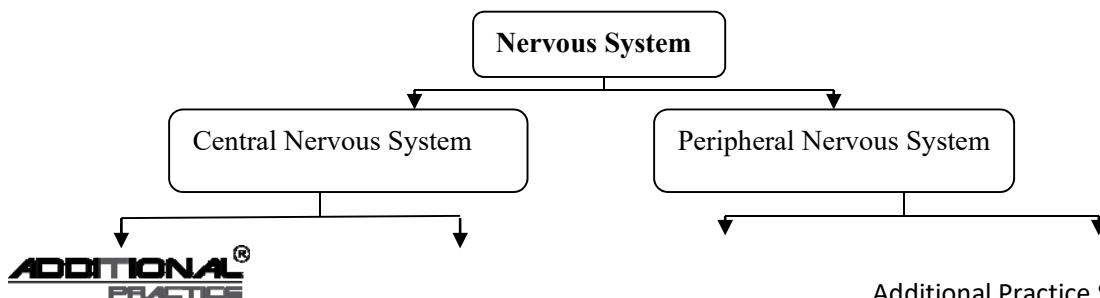 Nervous System
Central Nervous System
Peripheral Nervous System
ADDITIONAL®
PRACTICE
Additional Practice